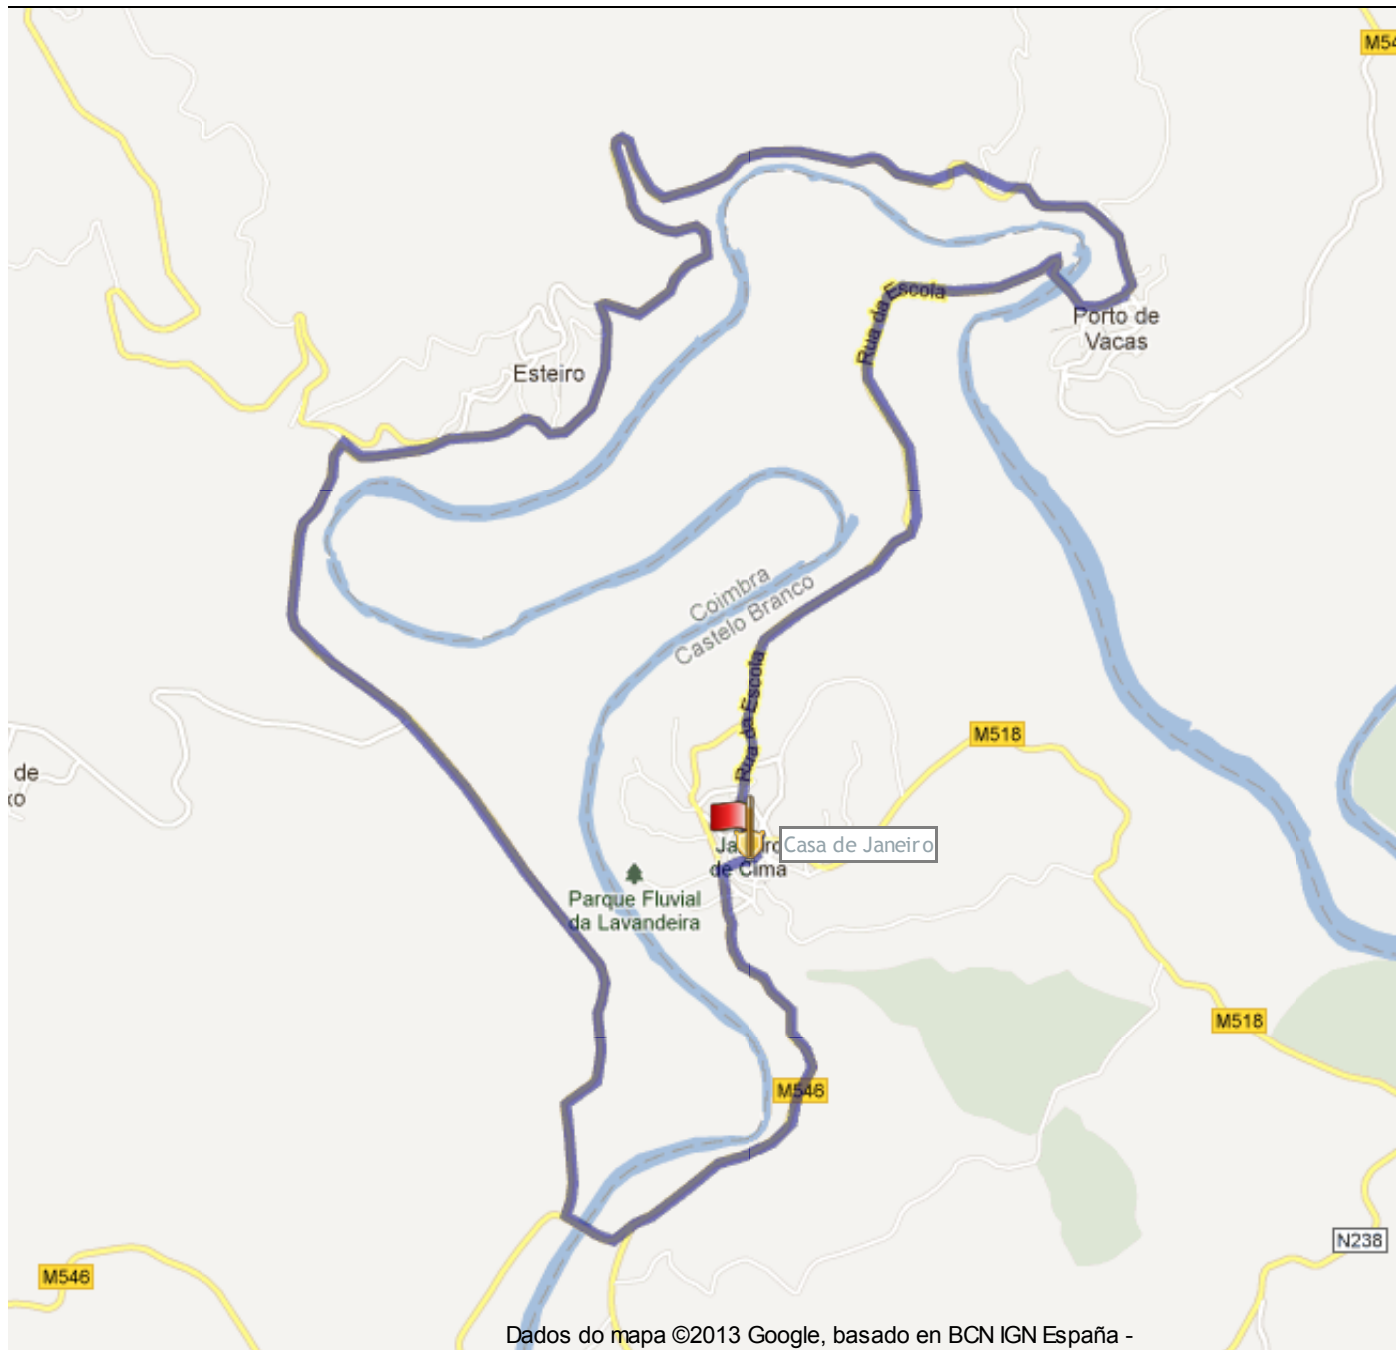 M54
Rua da Escola
Porto de
Vacas
Esteiro
Coimbra
Castelo Branco
Rua da Escola
M518
de
xo
Casa de Janeiro
de Cima
Parque Fluvial
da Lavandeira
M518
M546
N238
M546
Dados do mapa ©2013 Google, basado en BCN IGN España -